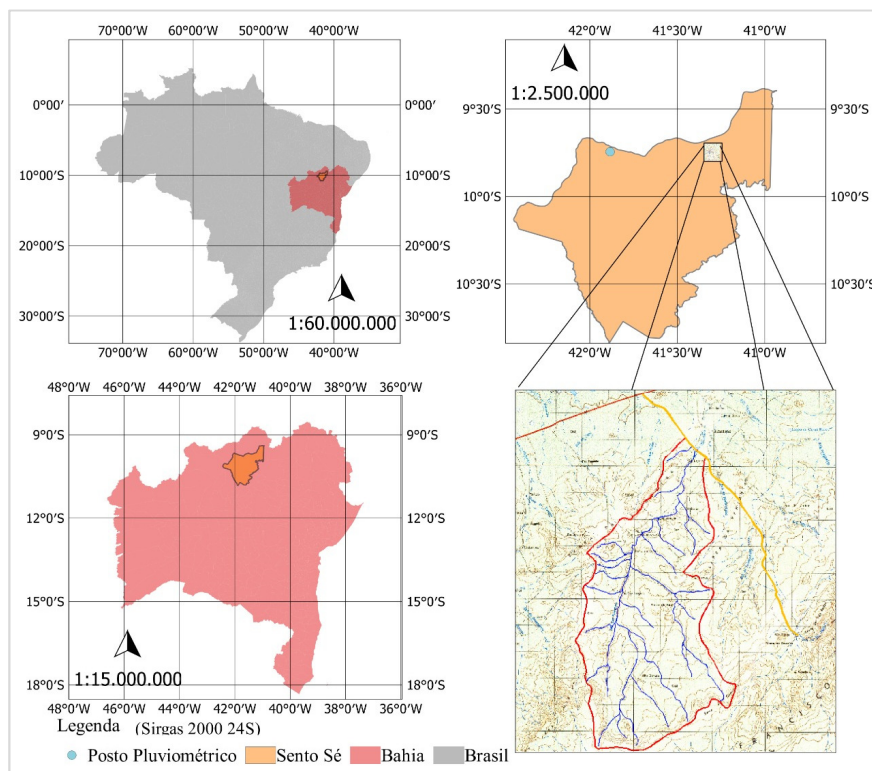 70°00'W 60°00'W 50°00'W 40°00'W
0°00' 0°00'
10°00'S 10°00'S
20°00'S 20°00'S
30°00'S 30°00'S
1:60.000.000
70°00'W 60°00'W 50°00'W 40°00'W
42°0'W 41°30'W 41°0'W
1:2.500.000
9°30'S 9°30'S
10°0'S 10°0'S
10°30'S 10°30'S
42°0'W 41°30'W 41°0'W
48°0'W 46°0'W 44°0'W 42°0'W 40°0'W 38°0'W 36°0'W
9°0'S 9°0'S
12°0'S 12°0'S
15°0'S 15°0'S
18°0'S 18°0'S
1:15.000.000
48°0'W 46°0'W 44°0'W 42°0'W 40°0'W 38°0'W 36°0'W
FRANCISCO
Legenda (Sirgas 2000 24S)
Posto Pluviométrico Sento Sé Bahia Brasil